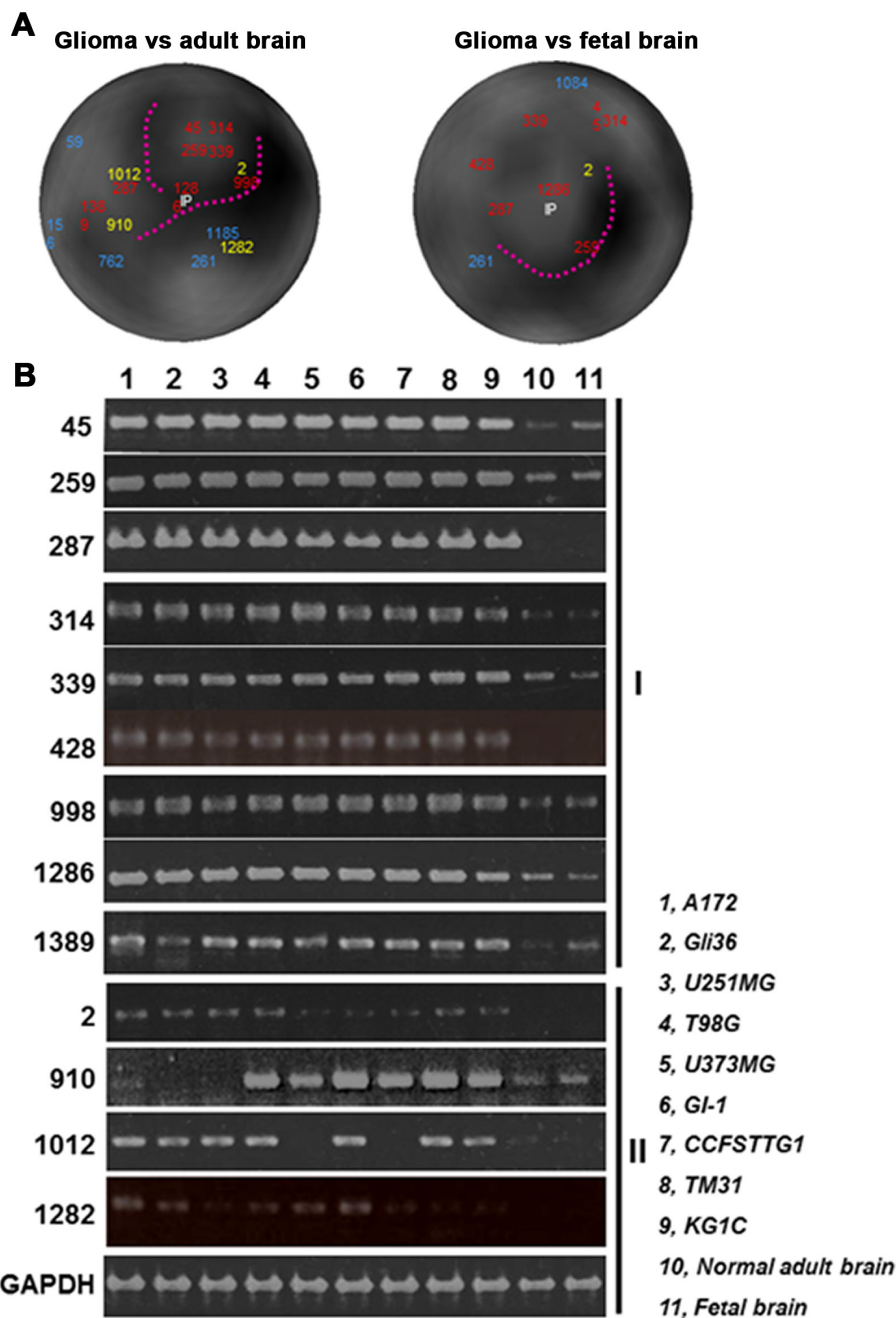 A
Glioma vs adult brain
Glioma vs fetal brain
59
45 314
259 339
1012
2
287
128
6
998
IP
138
9
910
15
6
1185
1282
762
261
1084
339
4
5 314
428
2
1286
287
IP
259
261
B
1 2 3 4 5 6 7 8 9 10 11
45
259
287
314
339
428
998
1286
1389
I
2
910
1012
1282
GAPDH
II
1, A172
2, Gli36
3, U251MG
4, T98G
5, U373MG
6, GI-1
7, CCFSTTG1
8, TM31
9, KG1C
10, Normal adult brain
11, Fetal brain